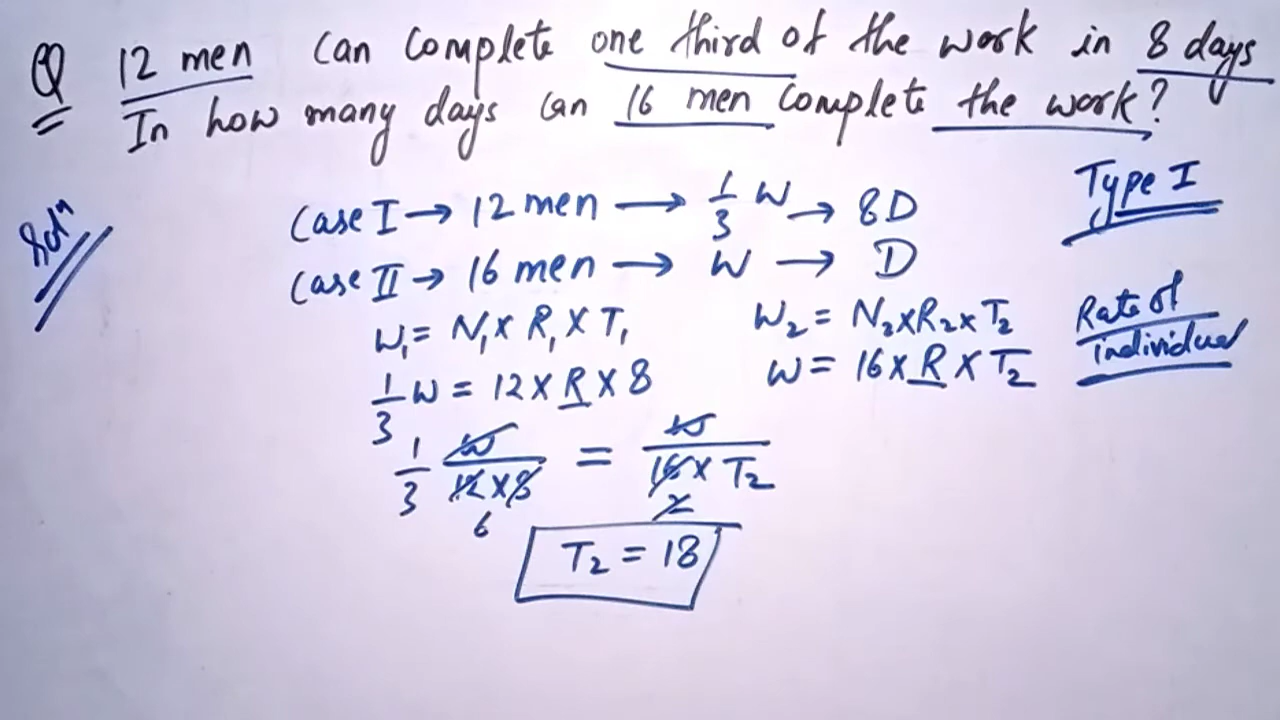 Q 12 men can complete one third of the work in 8 days
In how many days can 16 men complete the work?
Solⁿ
Type I
Case I → 12 men → 1/3 W → 8D
Case II → 16 men → W → D
W₁ = N₁ × R₁ × T₁
W₂ = N₂ × R₂ × T₂
Rate of individual
1/3 W = 12 × R × 8
W = 16 × R × T₂
1/3 W/(12 × 8) = W/(16 × T₂)
6 2
T₂ = 18